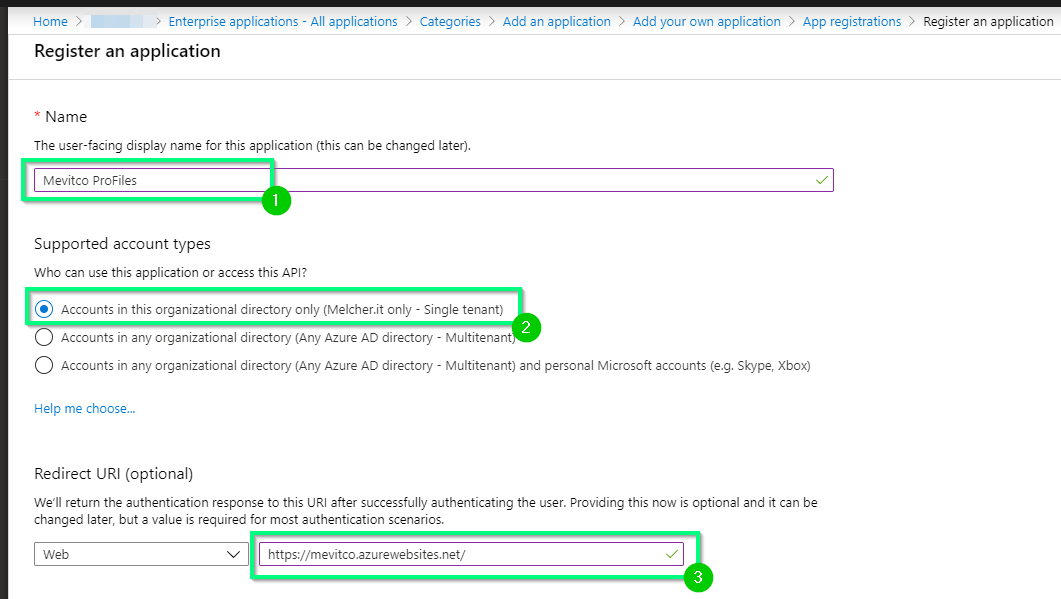 Home > Enterprise applications - All applications > Categories > Add an application > Add your own application > App registrations > Register an application
Register an application
* Name
The user-facing display name for this application (this can be changed later).
Mevitco ProFiles
1
Supported account types
Who can use this application or access this API?
Accounts in this organizational directory only (Melcher.it only - Single tenant)
2
Accounts in any organizational directory (Any Azure AD directory - Multitenant)
Accounts in any organizational directory (Any Azure AD directory - Multitenant) and personal Microsoft accounts (e.g. Skype, Xbox)
Help me choose...
Redirect URI (optional)
We'll return the authentication response to this URI after successfully authenticating the user. Providing this now is optional and it can be
changed later, but a value is required for most authentication scenarios.
Web https://mevitco.azurewebsites.net/
3